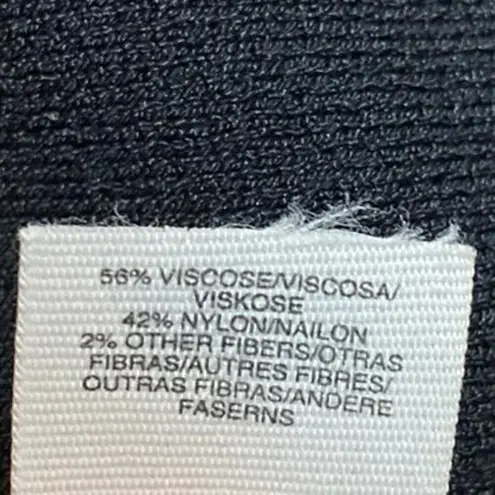 56% VISCOSE/VISCOSA/
VISKOSE
42% NYLON/NAILON
2% OTHER FIBERS/OTRAS
FIBRAS/AUTRES FIBRES/
OUTRAS FIBRAS/ANDERE
FASERNS